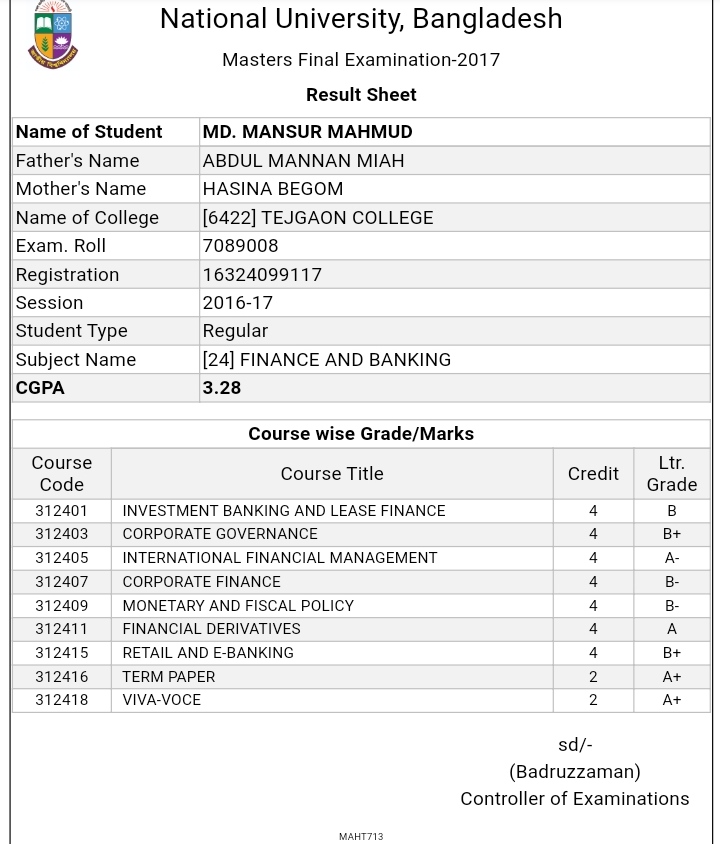 National University, Bangladesh
Masters Final Examination-2017
Result Sheet
Name of Student MD. MANSUR MAHMUD
Father's Name ABDUL MANNAN MIAH
Mother's Name HASINA BEGOM
Name of College [6422] TEJGAON COLLEGE
Exam. Roll 7089008
Registration 16324099117
Session 2016-17
Student Type Regular
Subject Name [24] FINANCE AND BANKING
CGPA 3.28
Course wise Grade/Marks
Course Code Course Title Credit Ltr. Grade
312401 INVESTMENT BANKING AND LEASE FINANCE 4 B
312403 CORPORATE GOVERNANCE 4 B+
312405 INTERNATIONAL FINANCIAL MANAGEMENT 4 A-
312407 CORPORATE FINANCE 4 B-
312409 MONETARY AND FISCAL POLICY 4 B-
312411 FINANCIAL DERIVATIVES 4 A
312415 RETAIL AND E-BANKING 4 B+
312416 TERM PAPER 2 A+
312418 VIVA-VOCE 2 A+
sd/-
(Badruzzaman)
Controller of Examinations
MAHT713